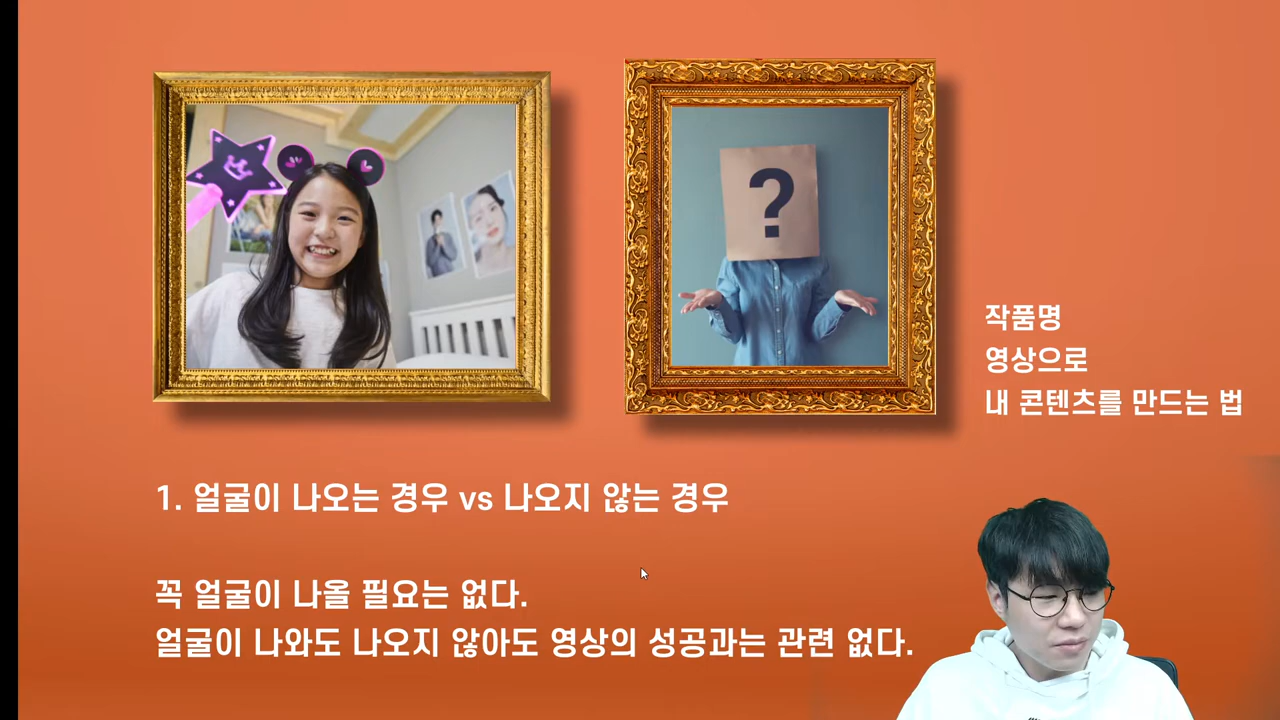 ?
작품명
영상으로
내 콘텐츠를 만드는 법
1. 얼굴이 나오는 경우 vs 나오지 않는 경우
꼭 얼굴이 나올 필요는 없다.
얼굴이 나와도 나오지 않아도 영상의 성공과는 관련 없다.